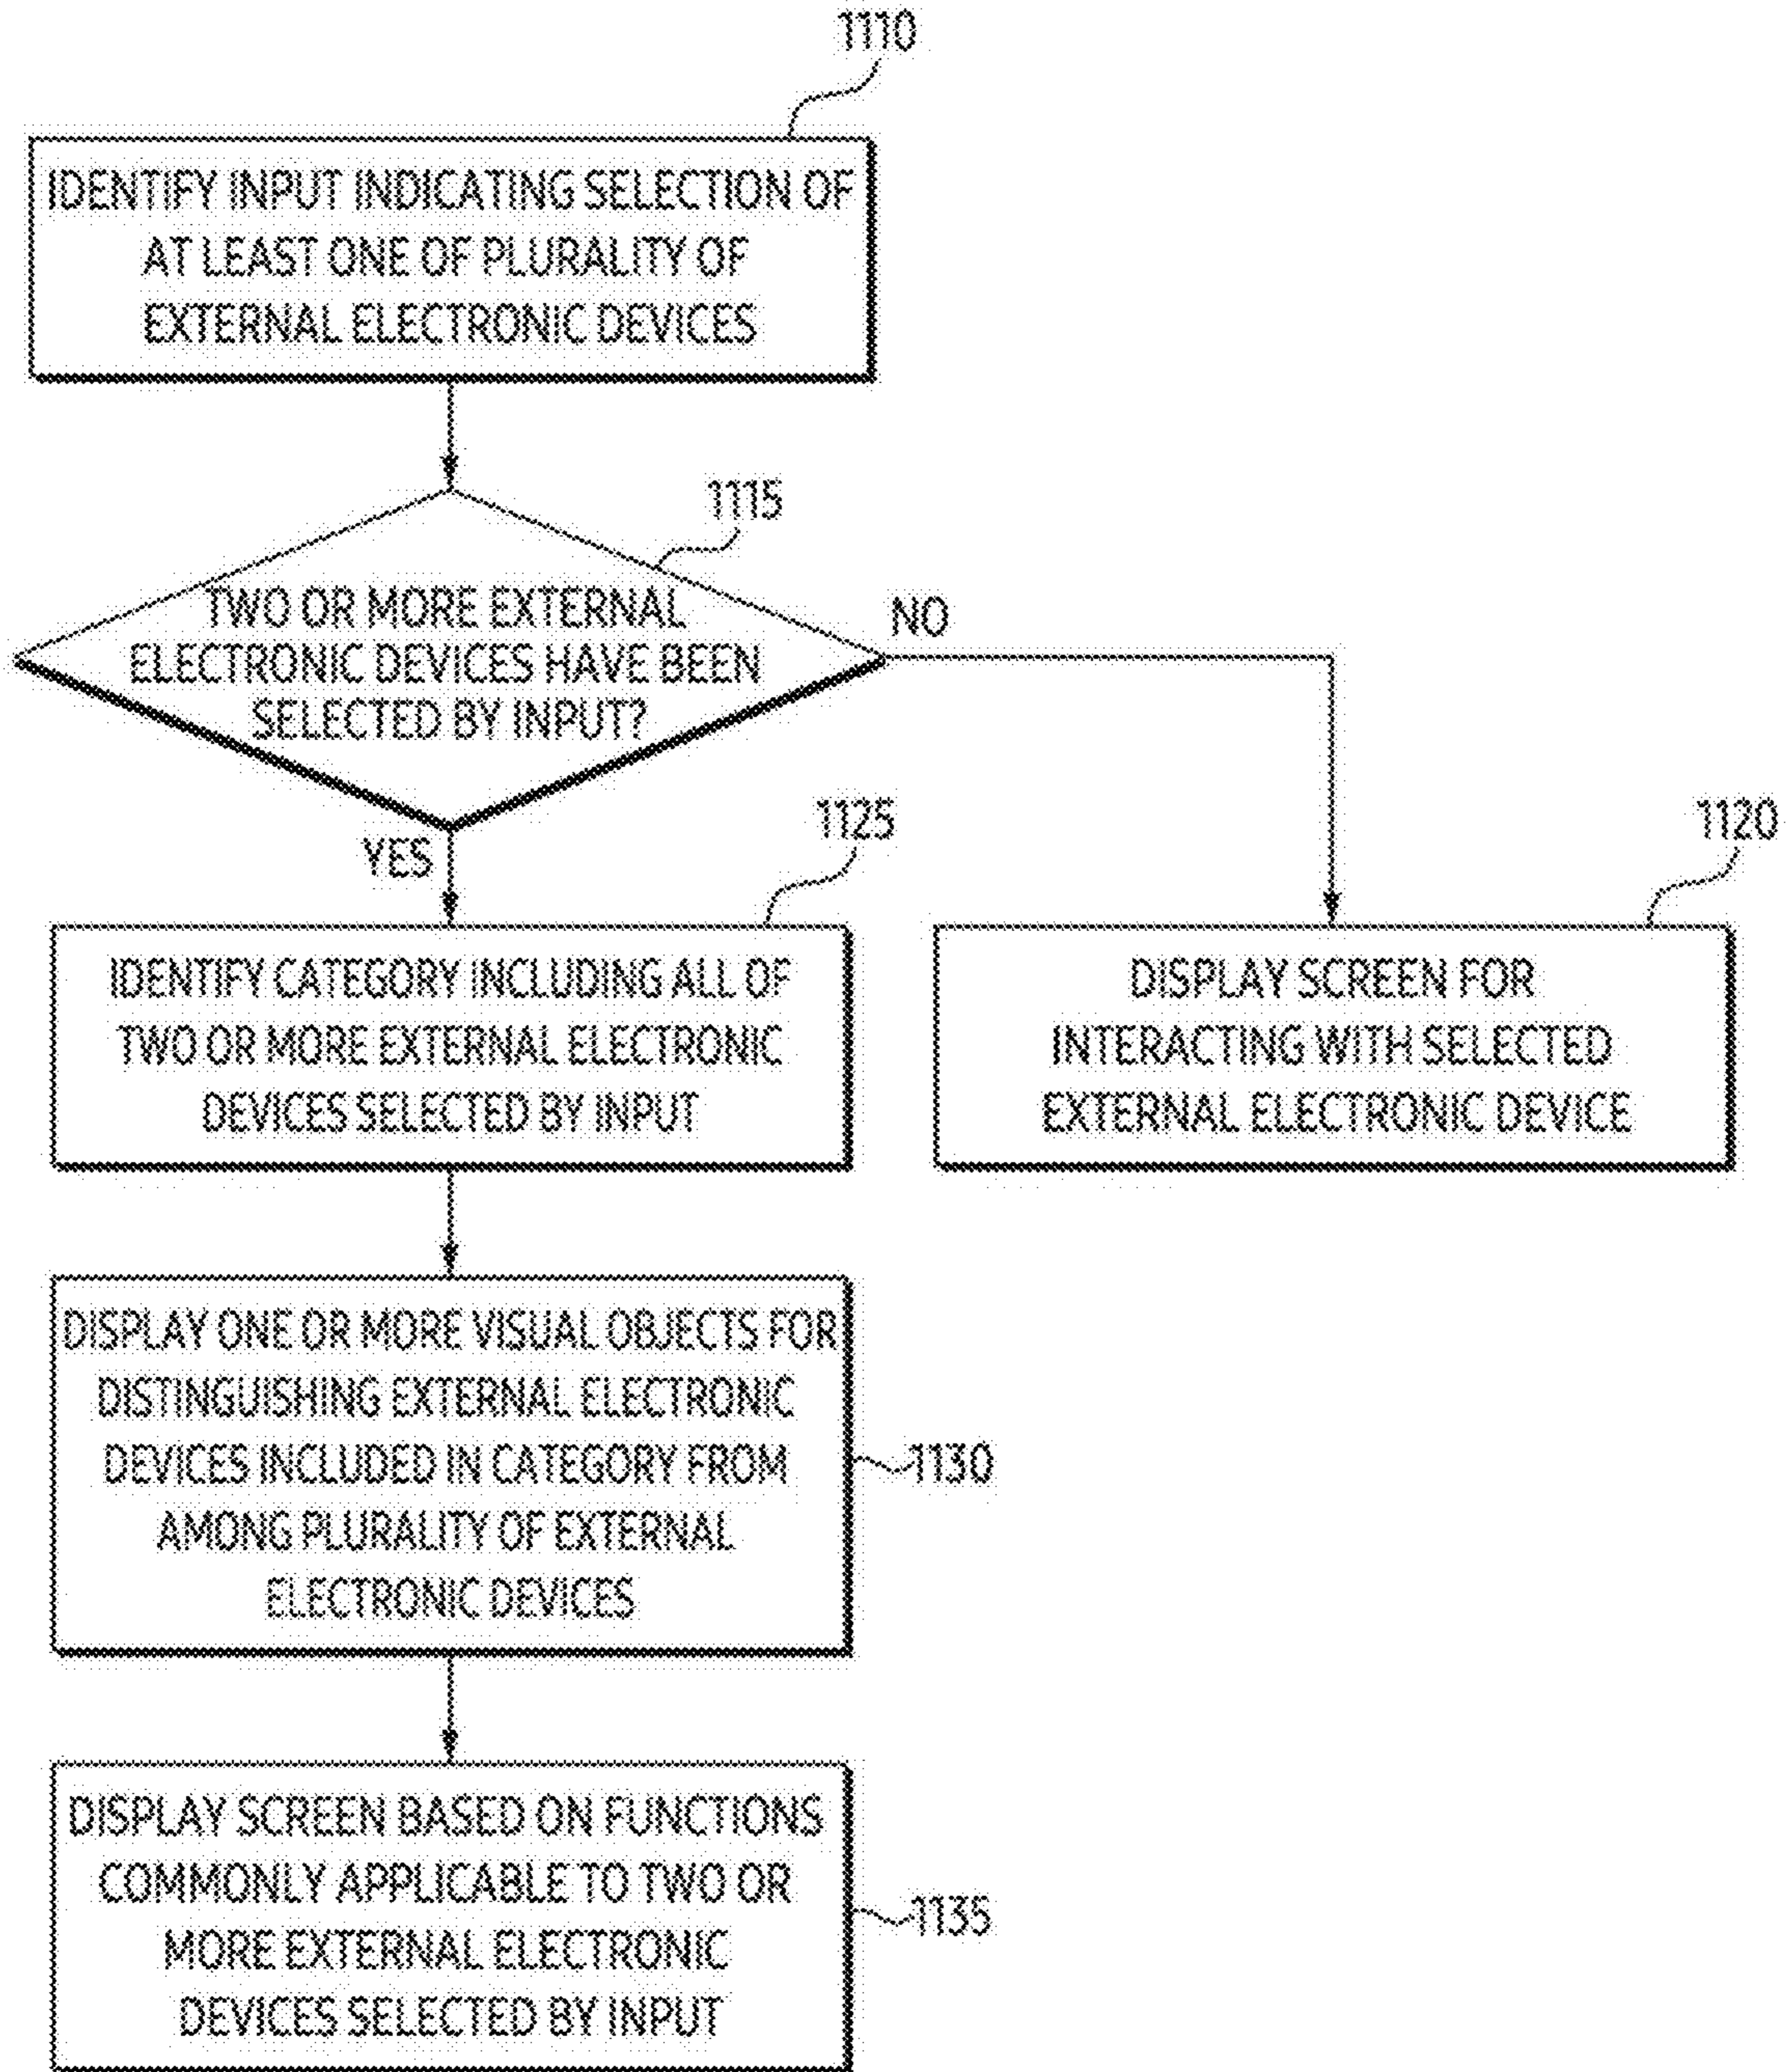 1110
IDENTIFY INPUT INDICATING SELECTION OF
AT LEAST ONE OF PLURALITY OF
EXTERNAL ELECTRONIC DEVICES
1115
TWO OR MORE EXTERNAL
ELECTRONIC DEVICES HAVE BEEN
SELECTED BY INPUT?
NO
YES
1125
IDENTIFY CATEGORY INCLUDING ALL OF
TWO OR MORE EXTERNAL ELECTRONIC
DEVICES SELECTED BY INPUT
1120
DISPLAY SCREEN FOR
INTERACTING WITH SELECTED
EXTERNAL ELECTRONIC DEVICE
DISPLAY ONE OR MORE VISUAL OBJECTS FOR
DISTINGUISHING EXTERNAL ELECTRONIC
DEVICES INCLUDED IN CATEGORY FROM
AMONG PLURALITY OF EXTERNAL
ELECTRONIC DEVICES
1130
DISPLAY SCREEN BASED ON FUNCTIONS
COMMONLY APPLICABLE TO TWO OR
MORE EXTERNAL ELECTRONIC
DEVICES SELECTED BY INPUT
1135